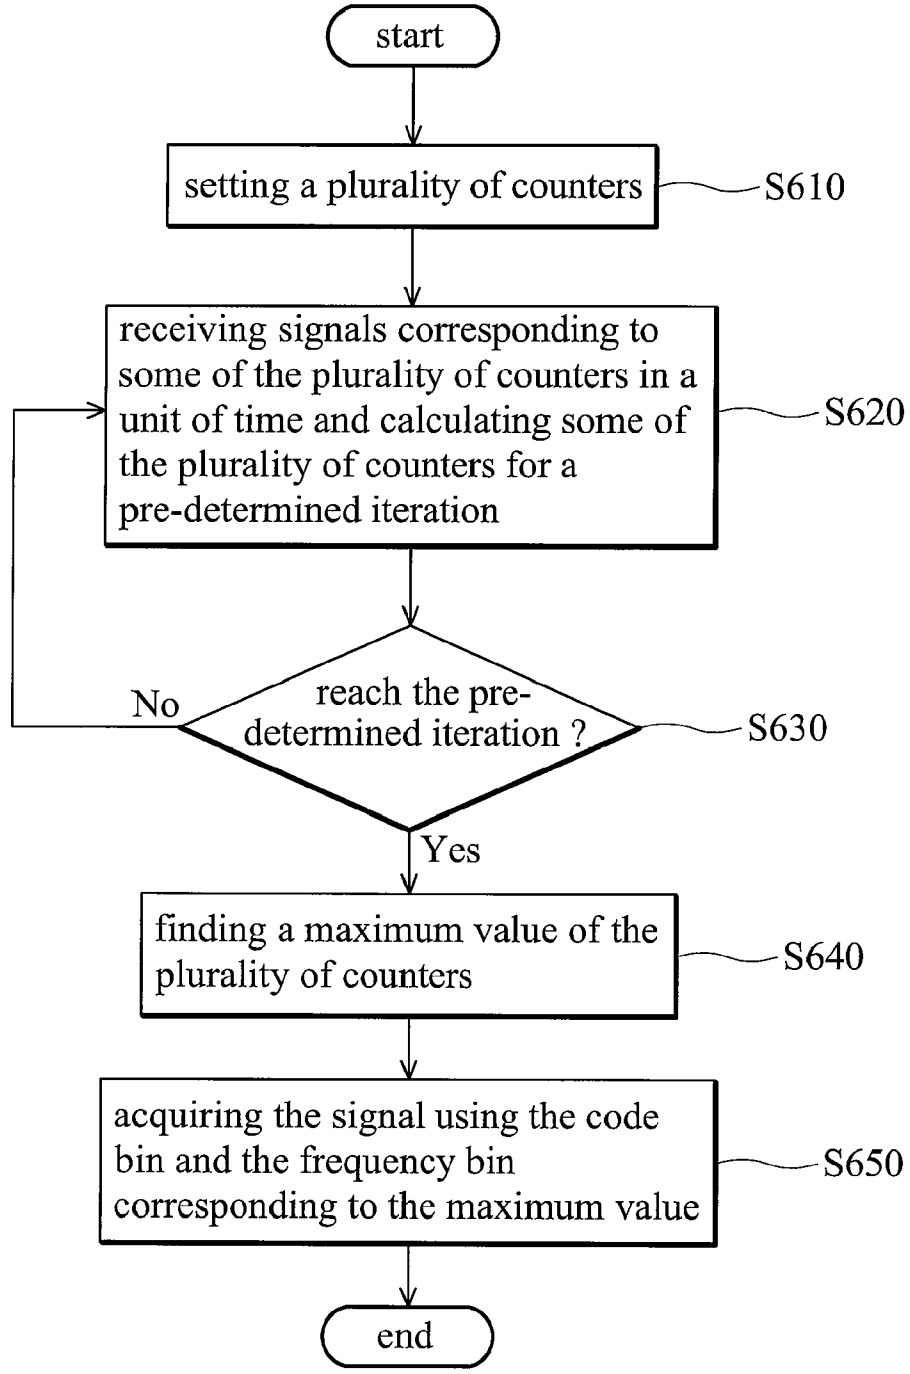 start
setting a plurality of counters
S610
receiving signals corresponding to
some of the plurality of counters in a
unit of time and calculating some of
the plurality of counters for a
pre-determined iteration
S620
reach the pre-
determined iteration ?
S630
No
Yes
finding a maximum value of the
plurality of counters
S640
acquiring the signal using the code
bin and the frequency bin
corresponding to the maximum value
S650
end